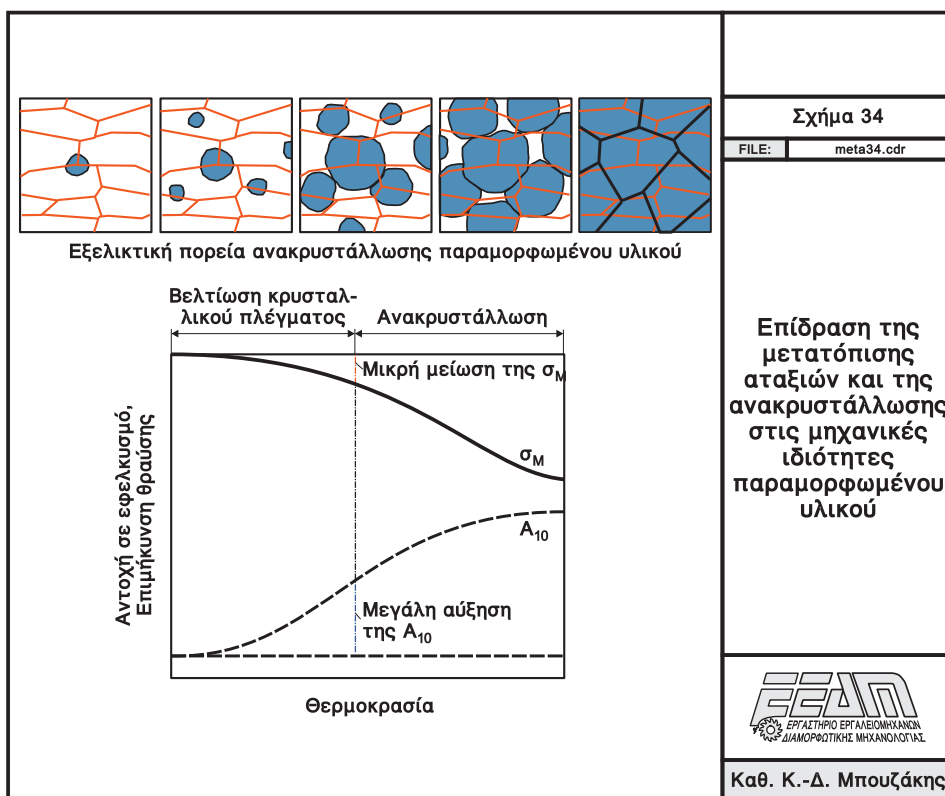 Εξελικτική πορεία ανακρυστάλλωσης παραμορφωμένου υλικού
Βελτίωση κρυσταλ-
λικού πλέγματος
Ανακρυστάλλωση
Μικρή μείωση της σM
σM
A10
Μεγάλη αύξηση
της A10
Αντοχή σε εφελκυσμό,
Επιμήκυνση θραύσης
Θερμοκρασία
Σχήμα 34
FILE:
meta34.cdr
Επίδραση της
μετατόπισης
αταξιών και της
ανακρυστάλλωσης
στις μηχανικές
ιδιότητες
παραμορφωμένου
υλικού
ΕΕΔΜ
ΕΡΓΑΣΤΗΡΙΟ ΕΡΓΑΛΕΙΟΜΗΧΑΝΩΝ
ΔΙΑΜΟΡΦΩΤΙΚΗΣ ΜΗΧΑΝΟΛΟΓΙΑΣ
Καθ. Κ.-Δ. Μπουζάκης